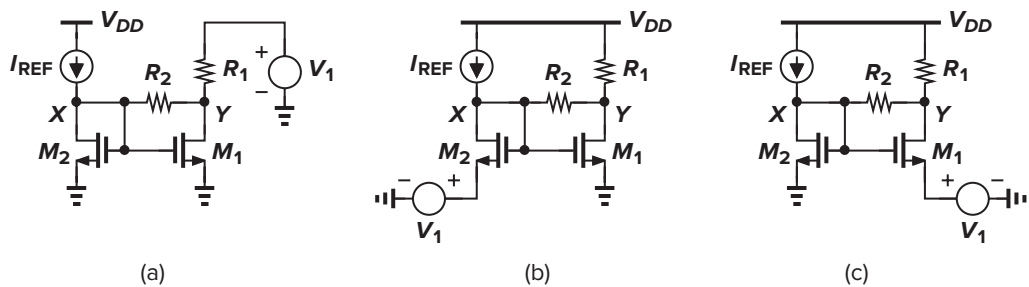 V_DD
I_REF
R_2
R_1
+
−
V_1
X
Y
M_2
M_1
(a)
V_DD
I_REF
R_2
R_1
X
Y
M_2
M_1
−
+
V_1
(b)
V_DD
I_REF
R_2
R_1
X
Y
M_2
M_1
+
−
V_1
(c)